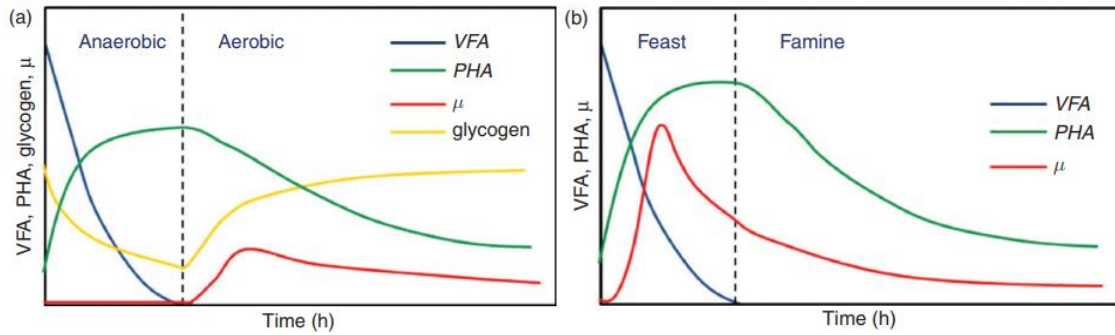 (a)
Anaerobic
Aerobic
VFA
PHA
μ
glycogen
VFA, PHA, glycogen, μ
Time (h)
(b)
Feast
Famine
VFA
PHA
μ
VFA, PHA, μ
Time (h)